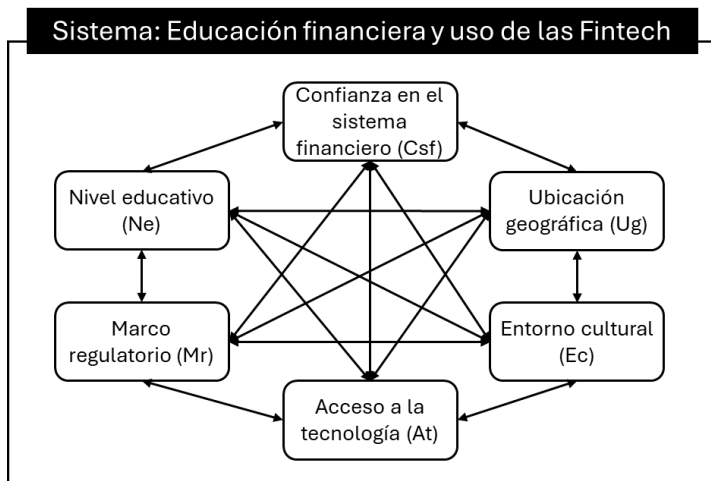 Sistema: Educación financiera y uso de las Fintech
Confianza en el
sistema
financiero (Csf)
Nivel educativo
(Ne)
Ubicación
geográfica (Ug)
Marco
regulatorio (Mr)
Entorno cultural
(Ec)
Acceso a la
tecnología (At)